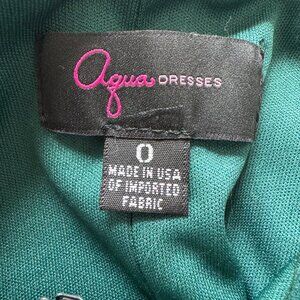 Aqua DRESSES
0
MADE IN USA
OF IMPORTED
FABRIC